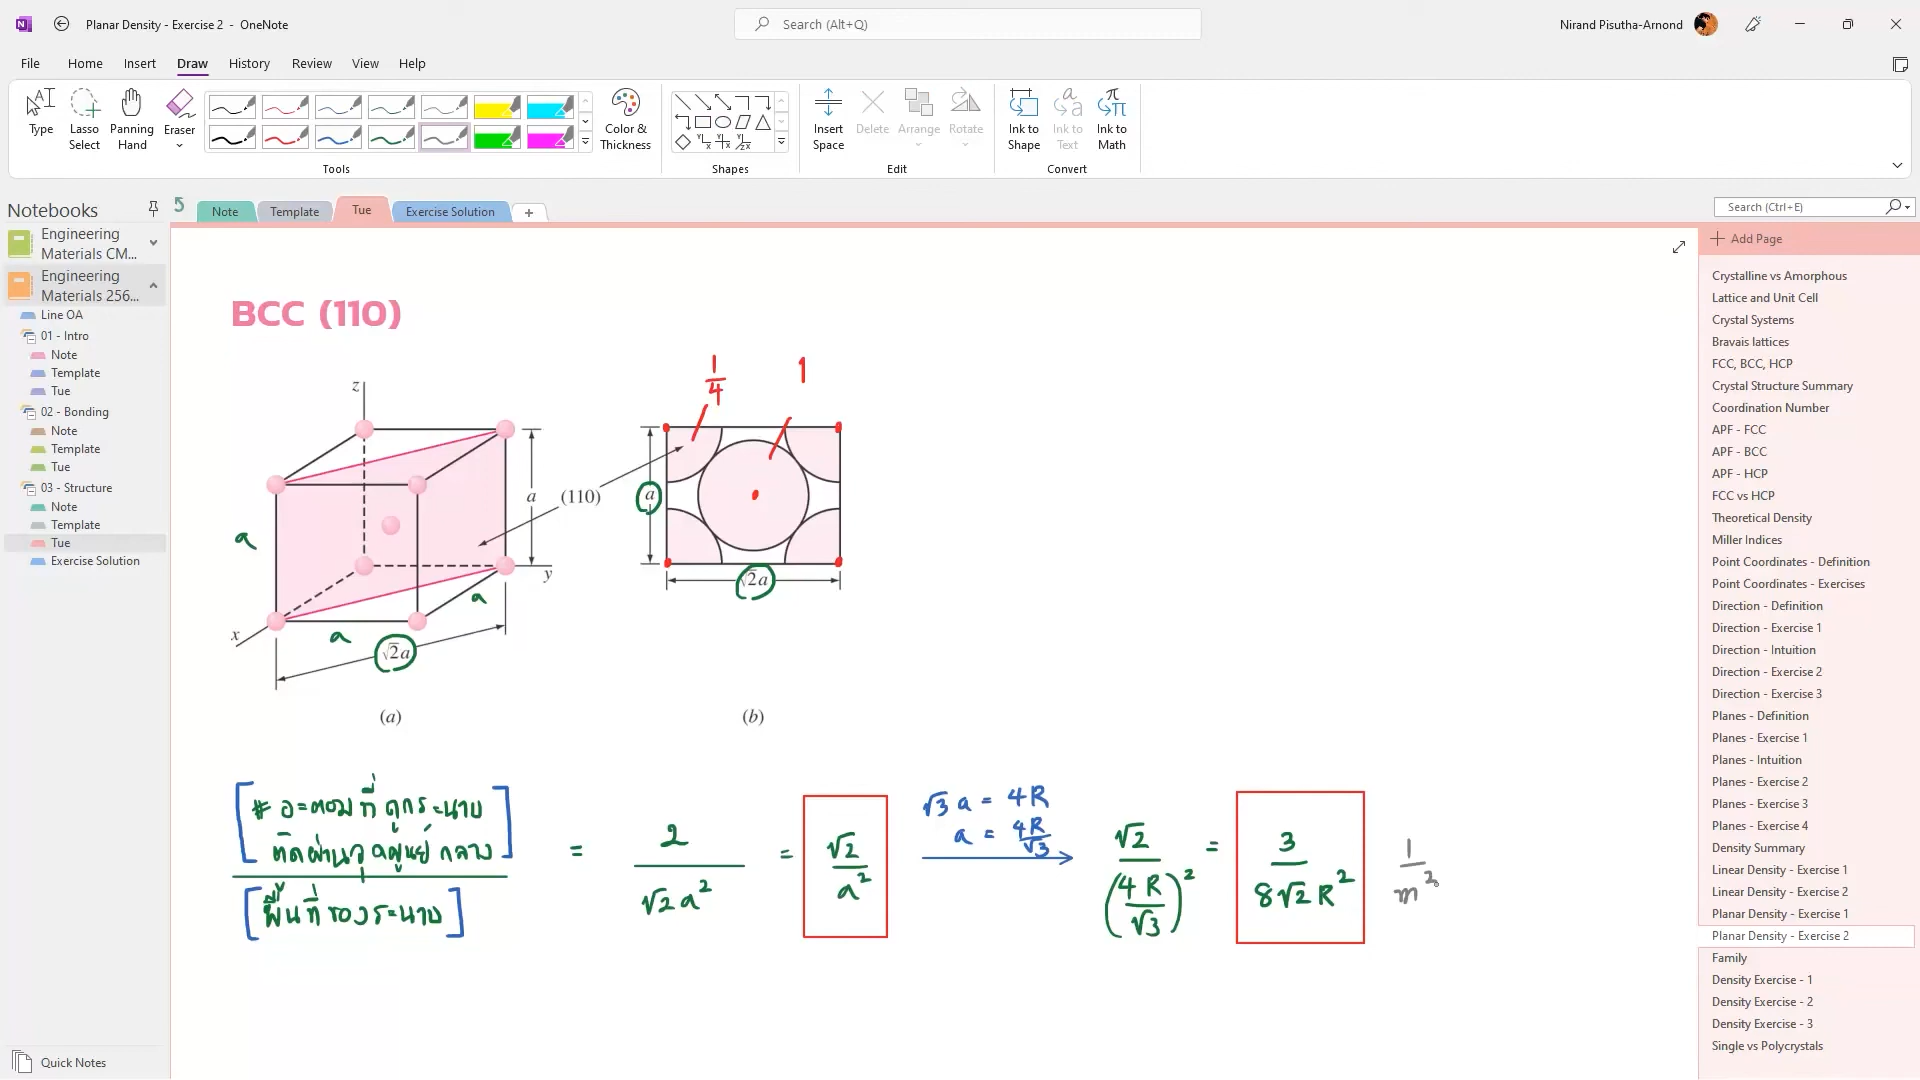 Planar Density - Exercise 2 - OneNote
Search (Alt+Q)
Nirand Pisutha-Arnond
File Home Insert Draw History Review View Help
Type
Lasso Select
Panning Hand
Eraser
Color & Thickness
Insert Space
Delete
Arrange
Rotate
Ink to Shape
Ink to Text
Ink to Math
Tools
Shapes
Edit
Convert
Notebooks
Note
Template
Tue
Exercise Solution
+
Search (Ctrl+E)
Engineering
Materials CM...
Engineering
Materials 256...
Line OA
01 - Intro
Note
Template
Tue
02 - Bonding
Note
Template
Tue
03 - Structure
Note
Template
Tue
Exercise Solution
Quick Notes
BCC (110)
1/4 1
z
a
(110)
a
a
y
a
√2a
x
a
√2a
(a)
(b)
[# อะตอมที่ถูกระนาบ
ตัดผ่านจุดศูนย์กลาง]
[พื้นที่ของระนาบ]
= 2/√2a² = √2/a²
√3 a = 4R
a = 4R/√3
√2/(4R/√3)² = 3/8√2R²
1/m²
Add Page
Crystalline vs Amorphous
Lattice and Unit Cell
Crystal Systems
Bravais lattices
FCC, BCC, HCP
Crystal Structure Summary
Coordination Number
APF - FCC
APF - BCC
APF - HCP
FCC vs HCP
Theoretical Density
Miller Indices
Point Coordinates - Definition
Point Coordinates - Exercises
Direction - Definition
Direction - Exercise 1
Direction - Intuition
Direction - Exercise 2
Direction - Exercise 3
Planes - Definition
Planes - Exercise 1
Planes - Intuition
Planes - Exercise 2
Planes - Exercise 3
Planes - Exercise 4
Density Summary
Linear Density - Exercise 1
Linear Density - Exercise 2
Planar Density - Exercise 1
Planar Density - Exercise 2
Family
Density Exercise - 1
Density Exercise - 2
Density Exercise - 3
Single vs Polycrystals